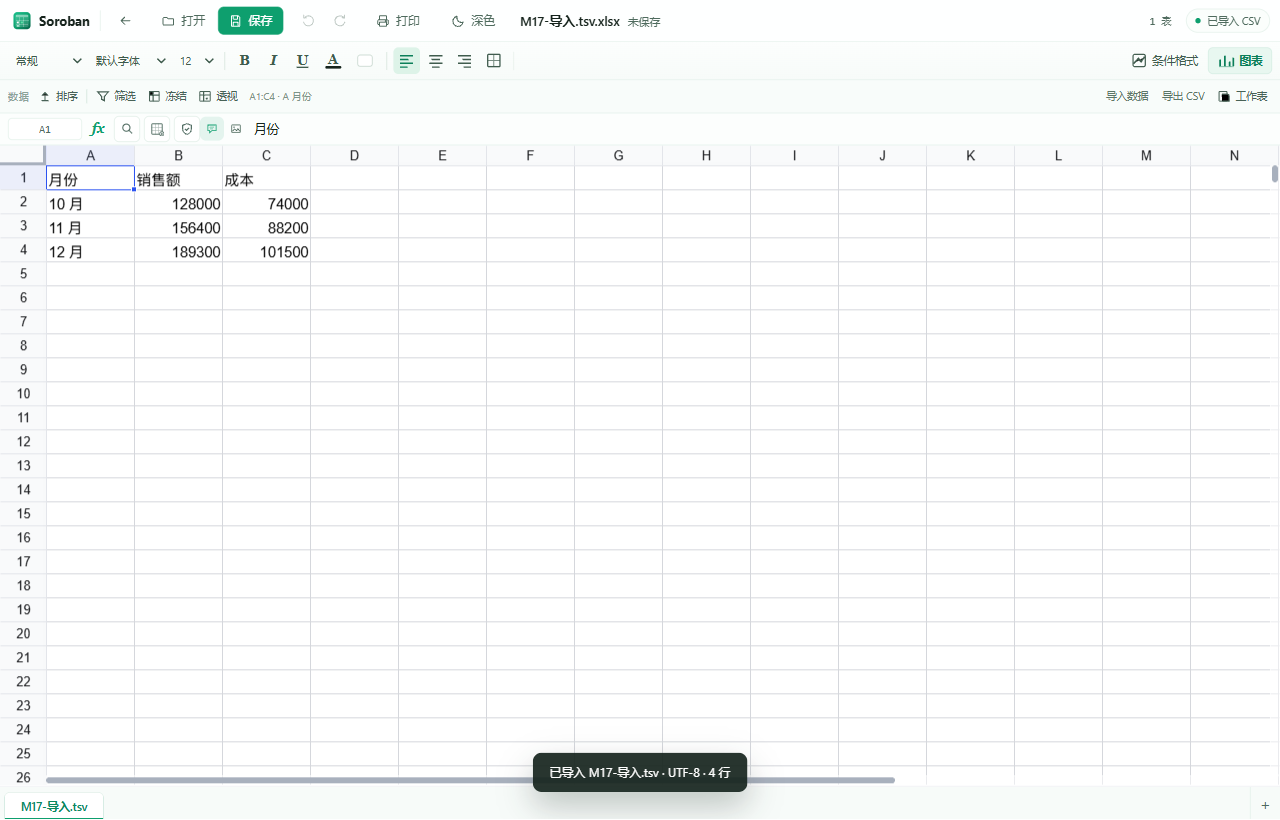 Soroban 打开 保存 打印 深色 M17-导入.tsv.xlsx 未保存 1 表 已导入 CSV
常规 默认字体 12 B I U A 条件格式 图表
数据 排序 筛选 冻结 透视 A1:C4 · A 月份 导入数据 导出 CSV 工作表
A1 fx 月份
A B C D E F G H I J K L M N
1 月份 销售额 成本
2 10 月 128000 74000
3 11 月 156400 88200
4 12 月 189300 101500
5
6
7
8
9
10
11
12
13
14
15
16
17
18
19
20
21
22
23
24
25
26
已导入 M17-导入.tsv · UTF-8 · 4 行
M17-导入.tsv +